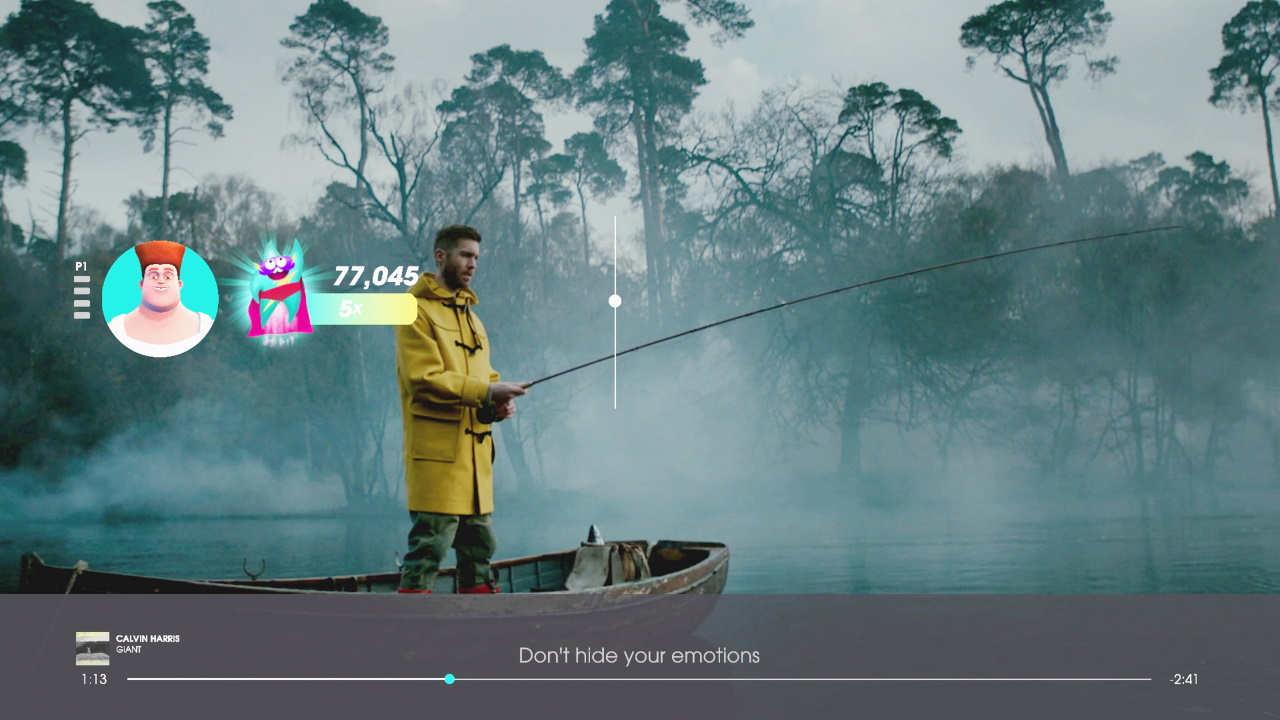 P1
77,045
5x
CALVIN HARRIS
GIANT
Don't hide your emotions
1:13
-2:41